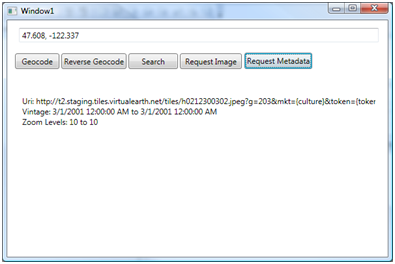 Window1
47.608, -122.337
Geocode Reverse Geocode Search Request Image Request Metadata
Uri: http://t2.staging.tiles.virtualearth.net/tiles/h0212300302.jpeg?g=203&mkt={culture}&token={token
Vintage: 3/1/2001 12:00:00 AM to 3/1/2001 12:00:00 AM
Zoom Levels: 10 to 10